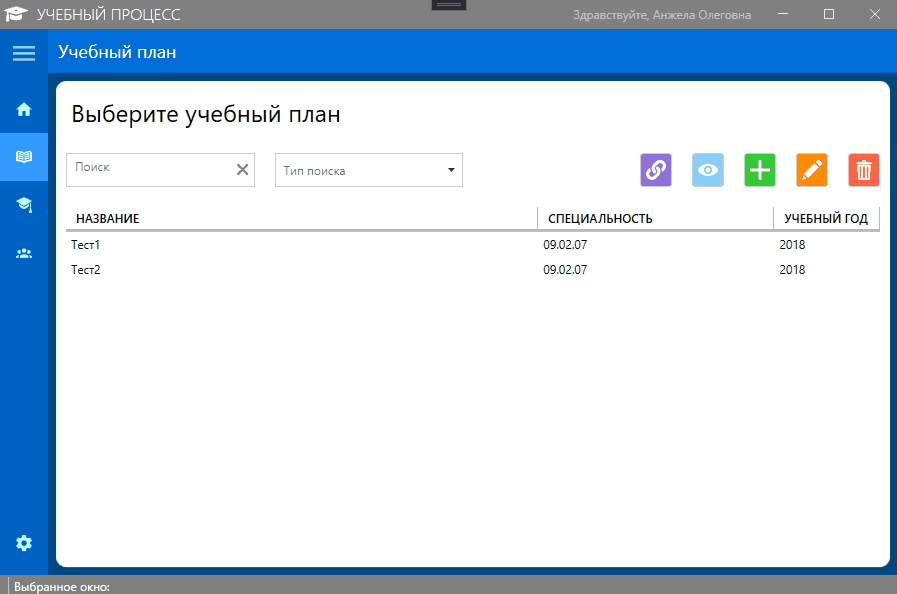 УЧЕБНЫЙ ПРОЦЕСС Здравствуйте, Анжела Олеговна
Учебный план
Выберите учебный план
Поиск Тип поиска
НАЗВАНИЕ СПЕЦИАЛЬНОСТЬ УЧЕБНЫЙ ГОД
Тест1 09.02.07 2018
Тест2 09.02.07 2018
Выбранное окно: